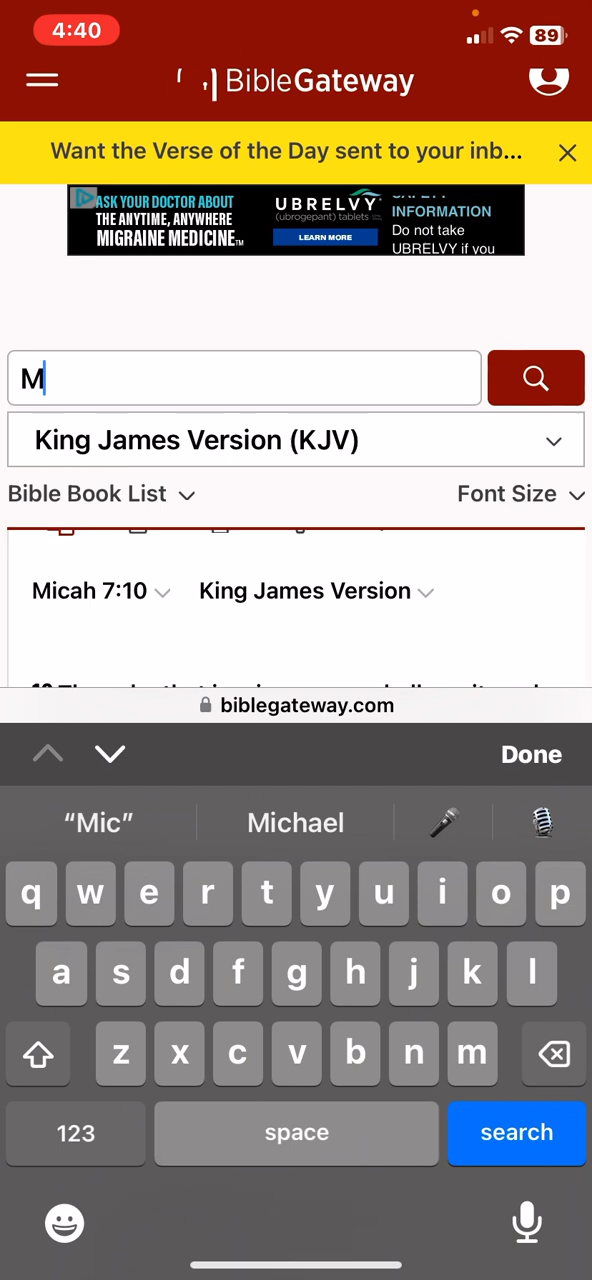 4:40
89
BibleGateway
Want the Verse of the Day sent to your inb...
ASK YOUR DOCTOR ABOUT
THE ANYTIME, ANYWHERE
MIGRAINE MEDICINE™
UBRELVY
(ubrogepant) tablets
LEARN MORE
SAFETY
INFORMATION
Do not take
UBRELVY if you
M
King James Version (KJV)
Bible Book List
Font Size
Micah 7:10
King James Version
biblegateway.com
Done
“Mic”
Michael
q w e r t y u i o p
a s d f g h j k l
z x c v b n m
123
space
search